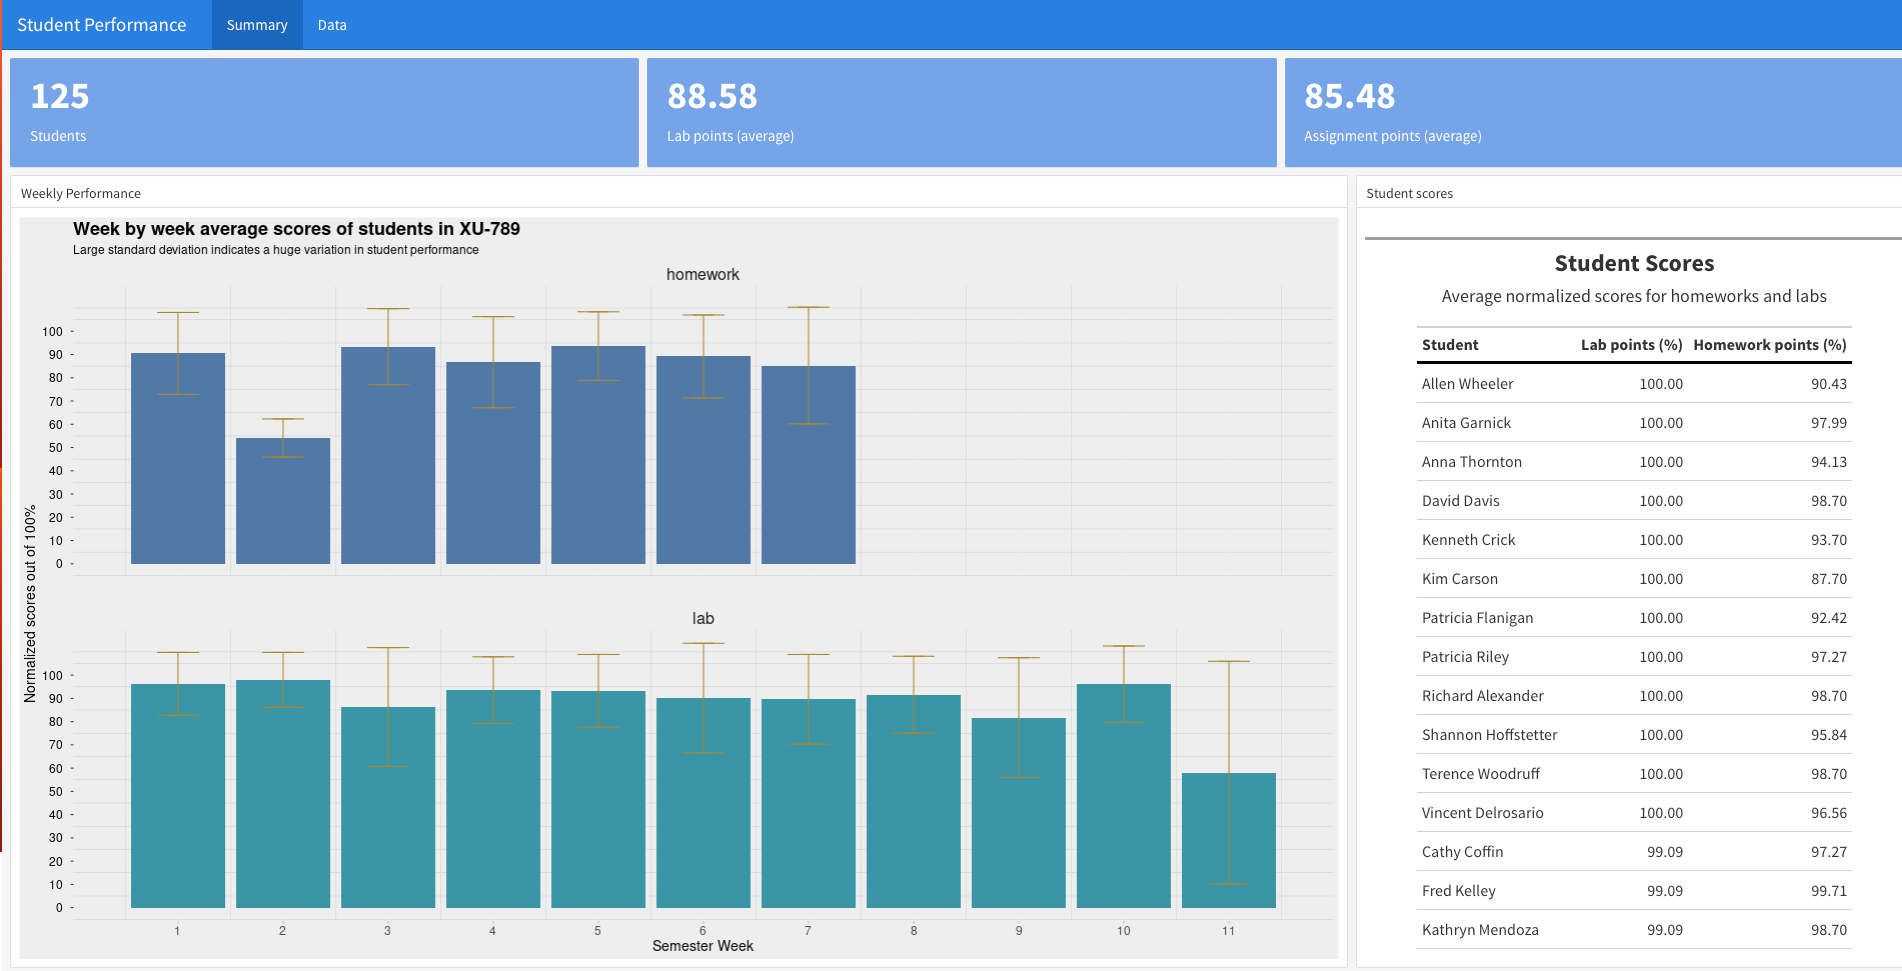 Student Performance Summary Data
125
Students
88.58
Lab points (average)
85.48
Assignment points (average)
Weekly Performance
Week by week average scores of students in XU-789
Large standard deviation indicates a huge variation in student performance
homework
100
90
80
70
60
50
40
30
20
10
0
Normalized scores out of 100%
lab
100
90
80
70
60
50
40
30
20
10
0
1 2 3 4 5 6 7 8 9 10 11
Semester Week
Student scores
Student Scores
Average normalized scores for homeworks and labs
Student Lab points (%) Homework points (%)
Allen Wheeler 100.00 90.43
Anita Garnick 100.00 97.99
Anna Thornton 100.00 94.13
David Davis 100.00 98.70
Kenneth Crick 100.00 93.70
Kim Carson 100.00 87.70
Patricia Flanigan 100.00 92.42
Patricia Riley 100.00 97.27
Richard Alexander 100.00 98.70
Shannon Hoffstetter 100.00 95.84
Terence Woodruff 100.00 98.70
Vincent Delrosario 100.00 96.56
Cathy Coffin 99.09 97.27
Fred Kelley 99.09 99.71
Kathryn Mendoza 99.09 98.70